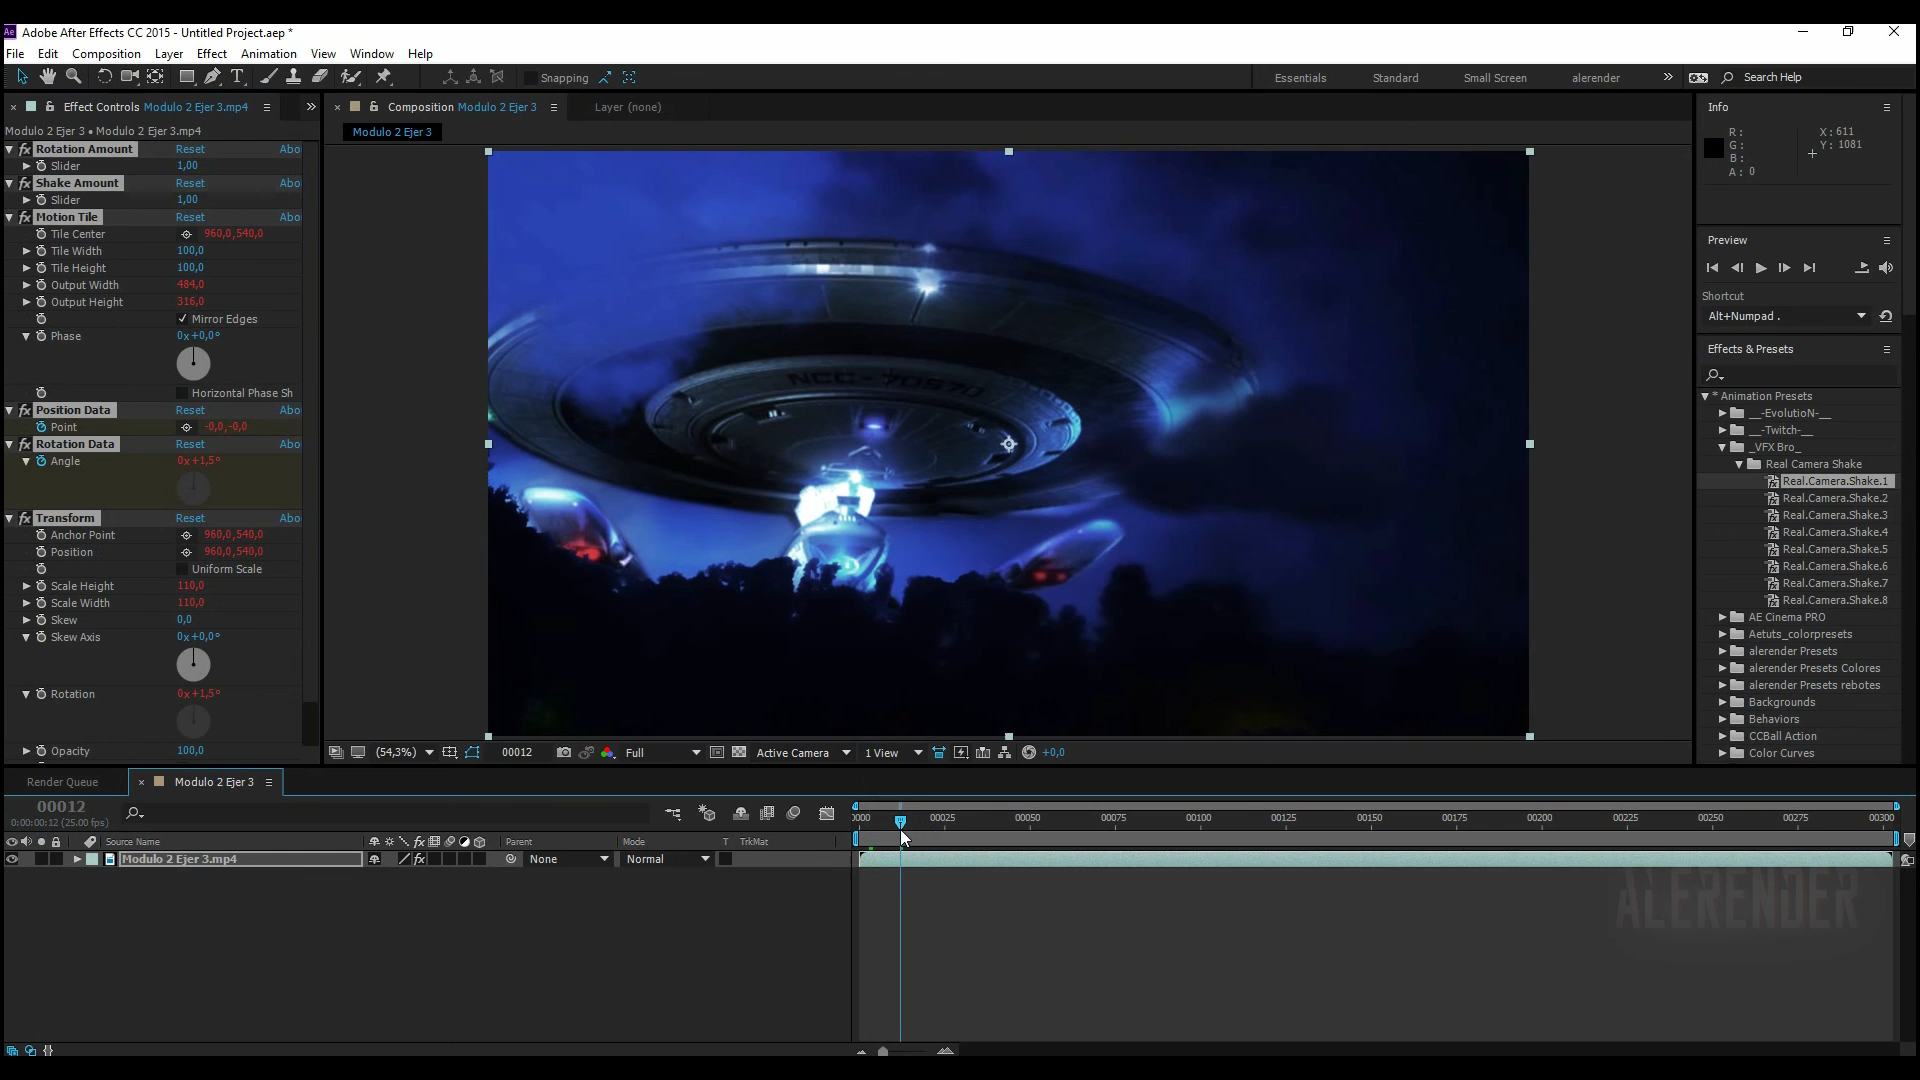 Adobe After Effects CC 2015 - Untitled Project.aep *
File Edit Composition Layer Effect Animation View Window Help
Snapping
Essentials Standard Small Screen alerender Search Help
Effect Controls Modulo 2 Ejer 3.mp4
Modulo 2 Ejer 3 • Modulo 2 Ejer 3.mp4
Rotation Amount Reset Abo
Slider 1,00
Shake Amount Reset Abo
Slider 1,00
Motion Tile Reset Abo
Tile Center 960,0,540,0
Tile Width 100,0
Tile Height 100,0
Output Width 484,0
Output Height 316,0
Mirror Edges
Phase 0x+0,0°
Horizontal Phase Sh
Position Data Reset Abo
Point -0,0,-0,0
Rotation Data Reset Abo
Angle 0x+1,5°
Transform Reset Abo
Anchor Point 960,0,540,0
Position 960,0,540,0
Uniform Scale
Scale Height 110,0
Scale Width 110,0
Skew 0,0
Skew Axis 0x+0,0°
Rotation 0x+1,5°
Opacity 100,0
Composition Modulo 2 Ejer 3
Layer (none)
Modulo 2 Ejer 3
NCC-70570
(54,3%) 00012 Full Active Camera 1 View +0,0
Info
R:
G:
B:
A: 0
X: 611
Y: 1081
Preview
Shortcut
Alt+Numpad .
Effects & Presets
* Animation Presets
__-EvolutioN-__
__-Twitch-__
_VFX Bro_
Real Camera Shake
Real.Camera.Shake.1
Real.Camera.Shake.2
Real.Camera.Shake.3
Real.Camera.Shake.4
Real.Camera.Shake.5
Real.Camera.Shake.6
Real.Camera.Shake.7
Real.Camera.Shake.8
AE Cinema PRO
Aetuts_colorpresets
alerender Presets
alerender Presets Colores
alerender Presets rebotes
Backgrounds
Behaviors
CCBall Action
Color Curves
Render Queue
Modulo 2 Ejer 3
00012
0:00:00:12 (25.00 fps)
0000 00025 00050 00075 00100 00125 00150 00175 00200 00225 00250 00275 00300
Source Name Parent Mode T TrkMat
Modulo 2 Ejer 3.mp4 None Normal
ALERENDER